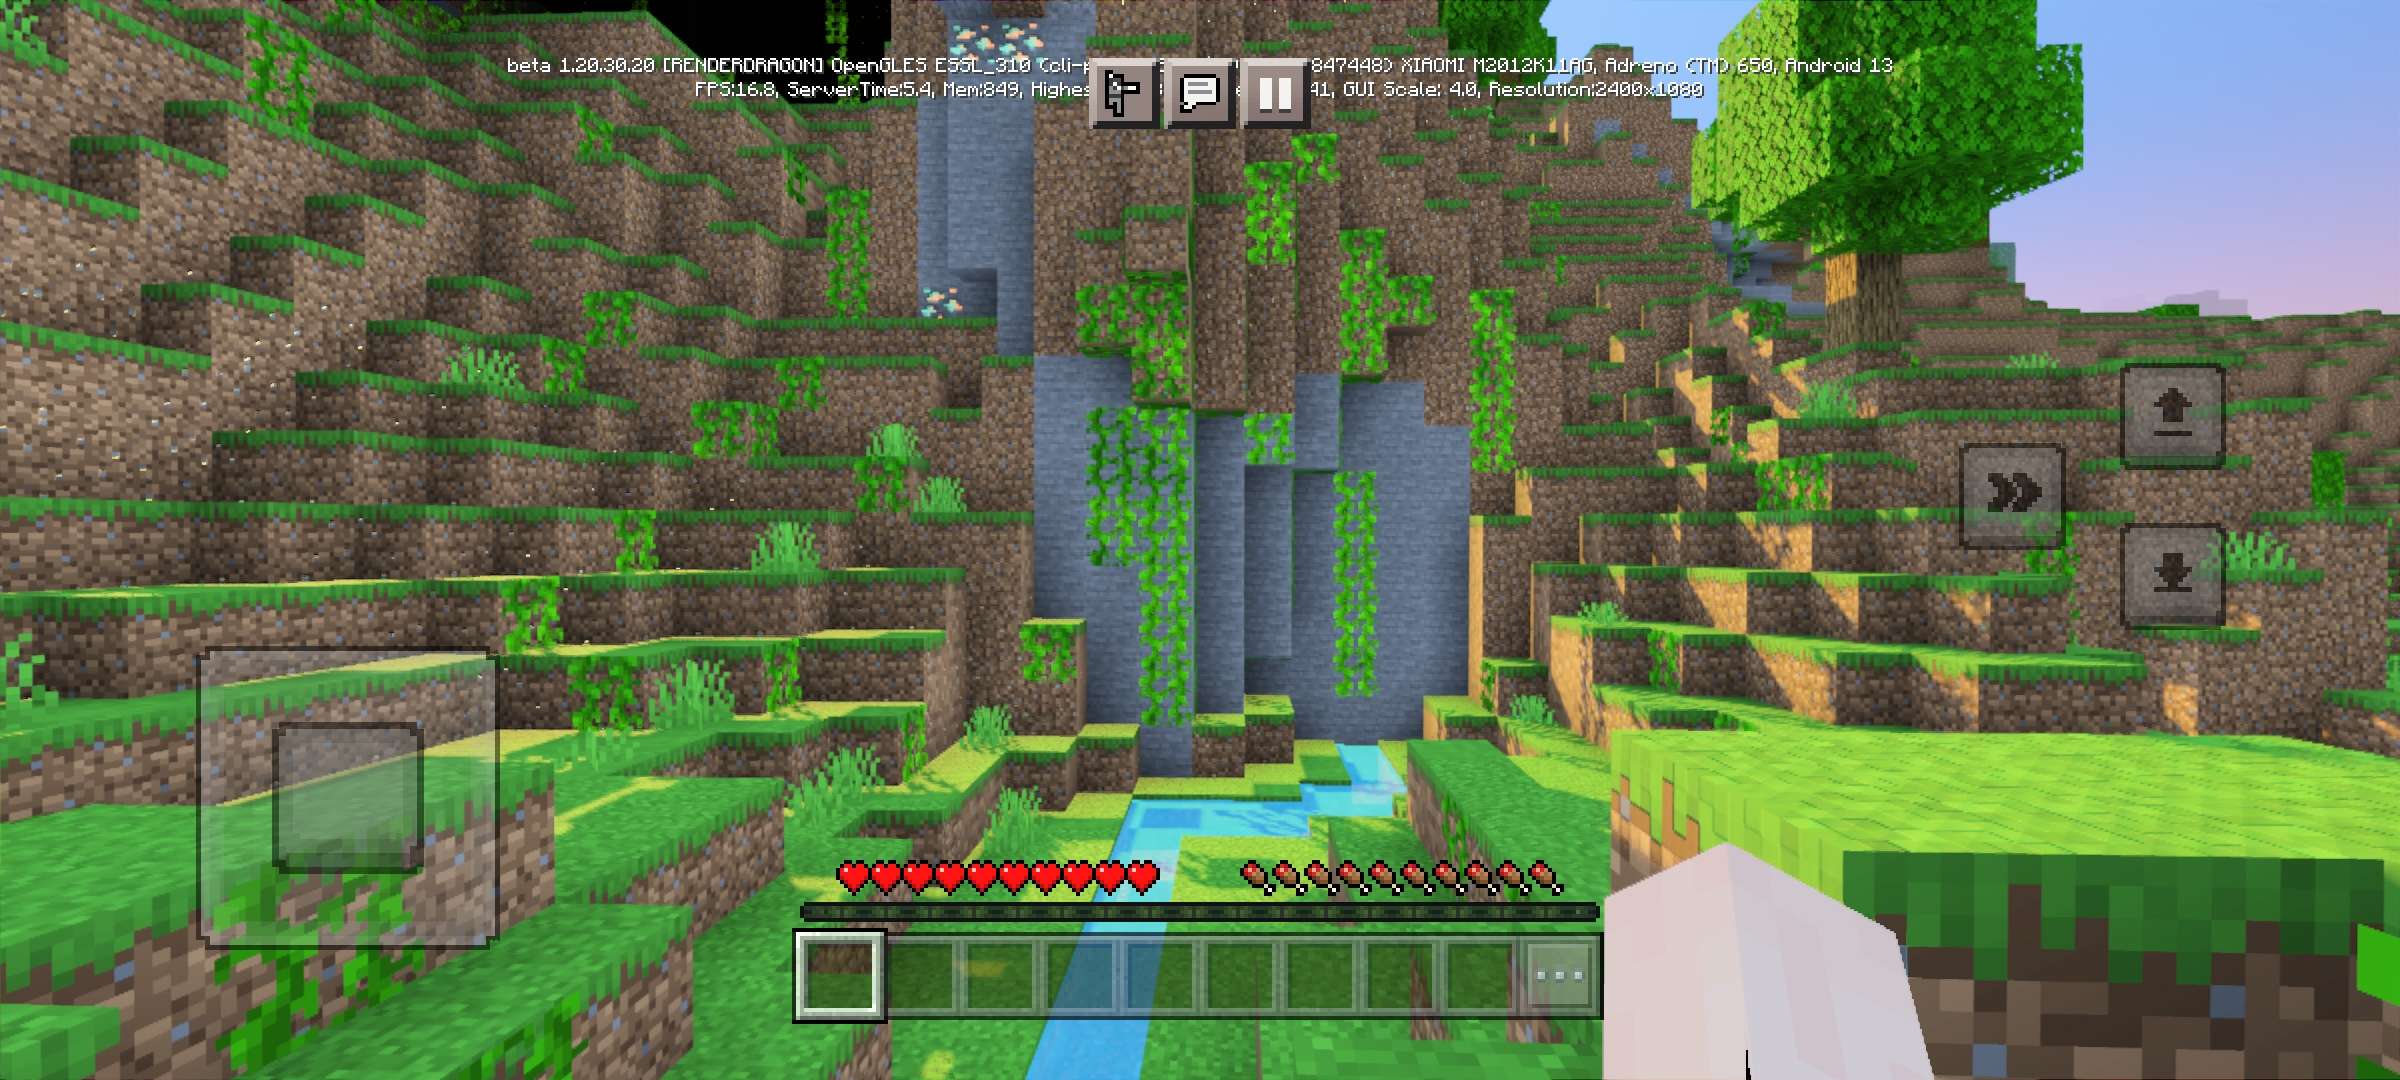 beta 1.20.30.20 [RENDERDRAGON] OpenGLES ESSL_310 (cli- 847448) XIAOMI M2012K11AG, Adreno (TM) 650, Android 13
FPS:16.8, ServerTime:5.4, Mem:849, Highes 41, GUI Scale: 4.0, Resolution:2400x1080